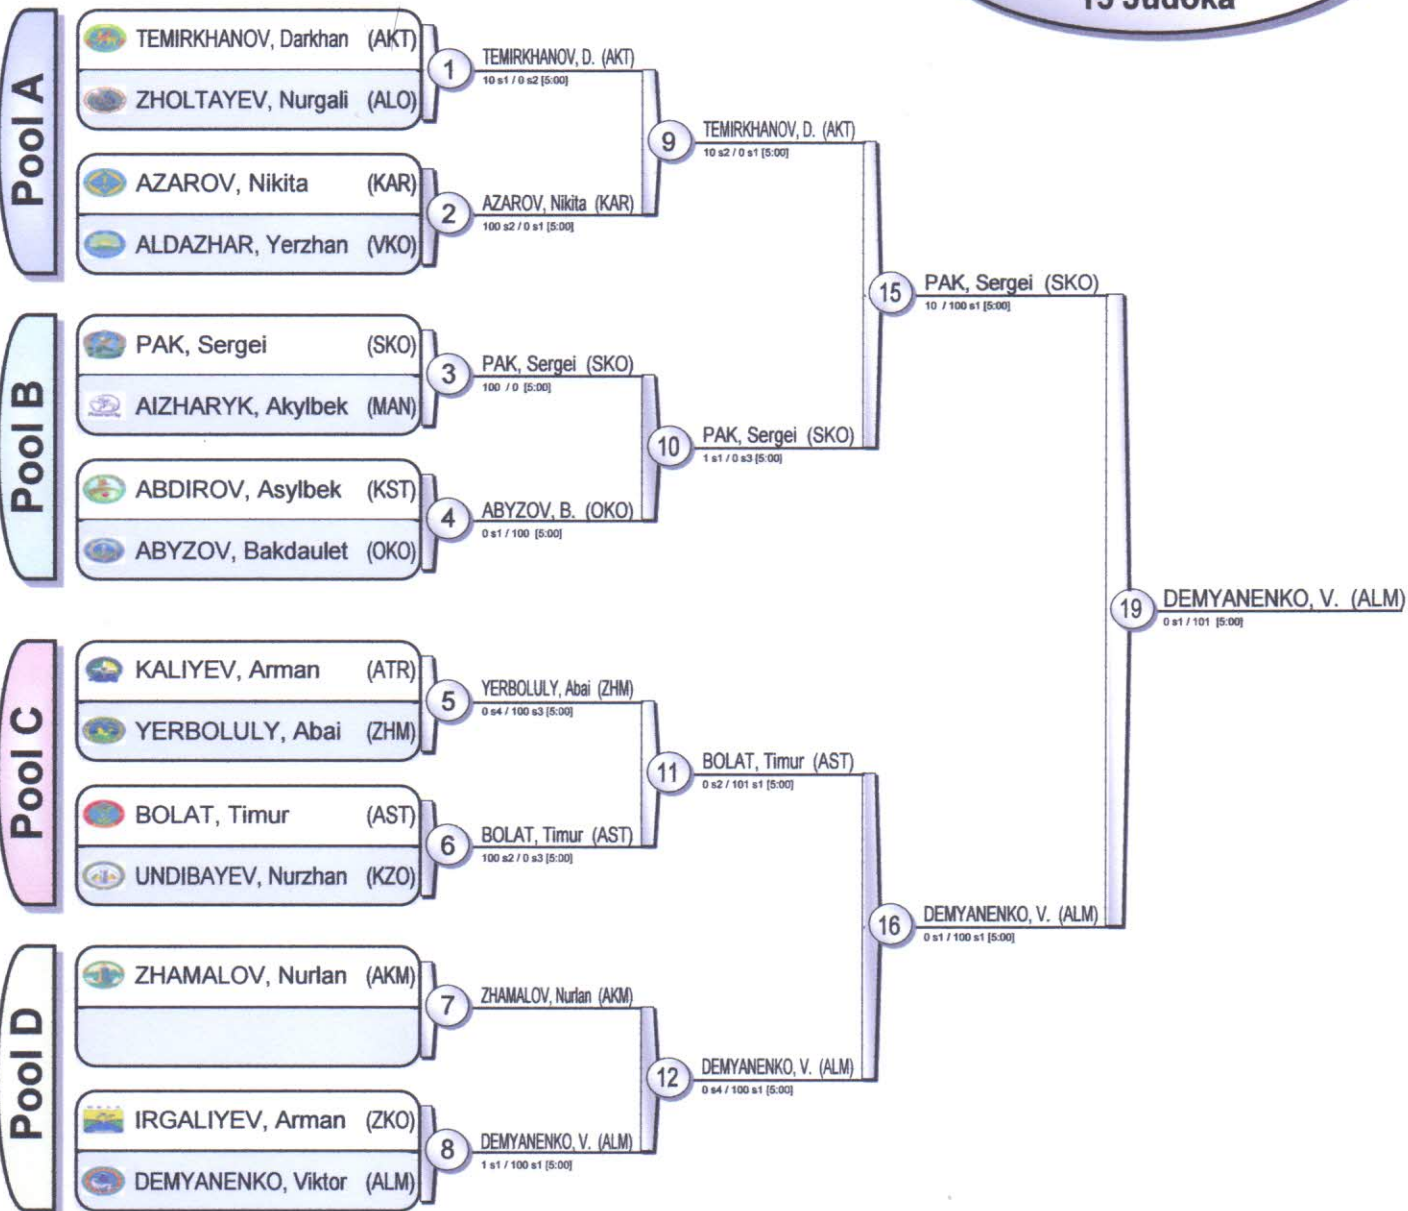 15 Judoka
Pool A
TEMIRKHANOV, Darkhan (AKT)
ZHOLTAYEV, Nurgali (ALO)
1
TEMIRKHANOV, D. (AKT)
10 s1 / 0 s2 [5:00]
AZAROV, Nikita (KAR)
ALDAZHAR, Yerzhan (VKO)
2
AZAROV, Nikita (KAR)
100 s2 / 0 s1 [5:00]
9
TEMIRKHANOV, D. (AKT)
10 s2 / 0 s1 [5:00]
Pool B
PAK, Sergei (SKO)
AIZHARYK, Akylbek (MAN)
3
PAK, Sergei (SKO)
100 / 0 [5:00]
ABDIROV, Asylbek (KST)
ABYZOV, Bakdaulet (OKO)
4
ABYZOV, B. (OKO)
0 s1 / 100 [5:00]
10
PAK, Sergei (SKO)
1 s1 / 0 s3 [5:00]
15
PAK, Sergei (SKO)
10 / 100 s1 [5:00]
Pool C
KALIYEV, Arman (ATR)
YERBOLULY, Abai (ZHM)
5
YERBOLULY, Abai (ZHM)
0 s4 / 100 s3 [5:00]
BOLAT, Timur (AST)
UNDIBAYEV, Nurzhan (KZO)
6
BOLAT, Timur (AST)
100 s2 / 0 s3 [5:00]
11
BOLAT, Timur (AST)
0 s2 / 101 s1 [5:00]
Pool D
ZHAMALOV, Nurlan (AKM)
7
ZHAMALOV, Nurlan (AKM)
IRGALIYEV, Arman (ZKO)
DEMYANENKO, Viktor (ALM)
8
DEMYANENKO, V. (ALM)
1 s1 / 100 s1 [5:00]
12
DEMYANENKO, V. (ALM)
0 s4 / 100 s1 [5:00]
16
DEMYANENKO, V. (ALM)
0 s1 / 100 s1 [5:00]
19
DEMYANENKO, V. (ALM)
0 s1 / 101 [5:00]